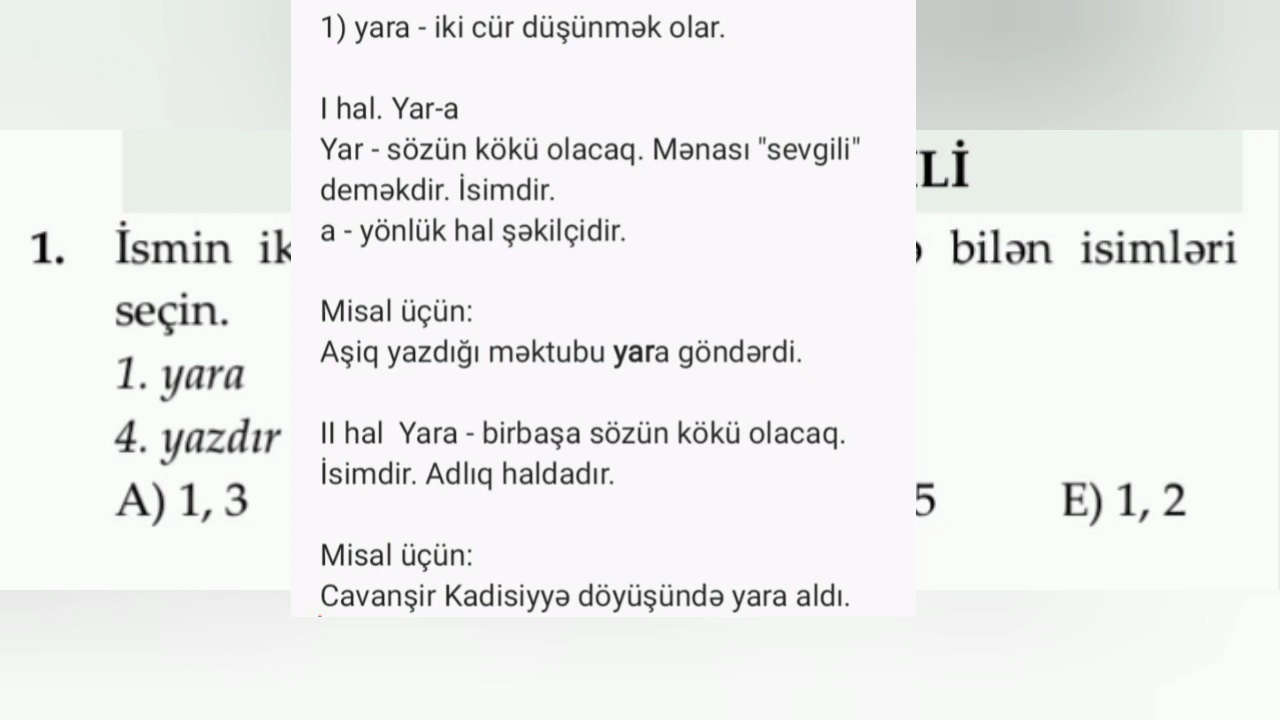 1) yara - iki cür düşünmək olar.
I hal. Yar-a
Yar - sözün kökü olacaq. Mənası "sevgili"
deməkdir. İsimdir.
a - yönlük hal şəkilçidir.
Misal üçün:
Aşiq yazdığı məktubu yara göndərdi.
II hal Yara - birbaşa sözün kökü olacaq.
İsimdir. Adlıq haldadır.
Misal üçün:
Cavanşir Kadisiyyə döyüşündə yara aldı.
Lİ
1. İsmin ik bilən isimləri
seçin.
1. yara
4. yazdır
A) 1, 3 5 E) 1, 2